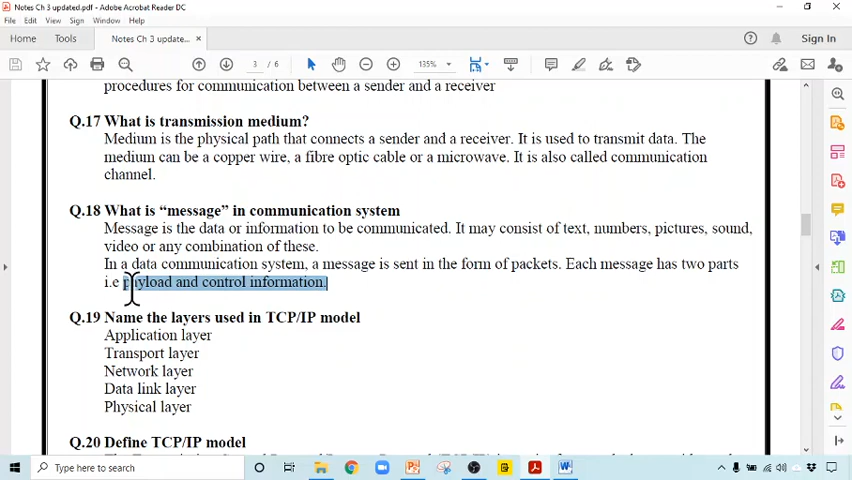 Notes Ch 3 updated.pdf - Adobe Acrobat Reader DC
File Edit View Sign Window Help
Home Tools Notes Ch 3 update... × Sign In
3 / 6 135%
procedures for communication between a sender and a receiver
Q.17 What is transmission medium?
Medium is the physical path that connects a sender and a receiver. It is used to transmit data. The
medium can be a copper wire, a fibre optic cable or a microwave. It is also called communication
channel.
Q.18 What is “message” in communication system
Message is the data or information to be communicated. It may consist of text, numbers, pictures, sound,
video or any combination of these.
In a data communication system, a message is sent in the form of packets. Each message has two parts
i.e payload and control information.
Q.19 Name the layers used in TCP/IP model
Application layer
Transport layer
Network layer
Data link layer
Physical layer
Q.20 Define TCP/IP model
Type here to search